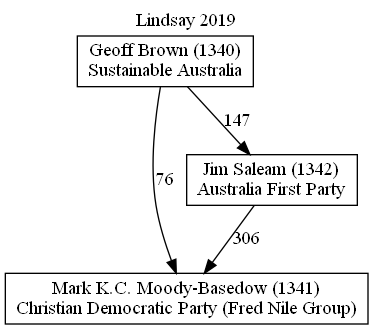 Lindsay 2019
Geoff Brown (1340)
Sustainable Australia
147
Jim Saleam (1342)
Australia First Party
76
306
Mark K.C. Moody-Basedow (1341)
Christian Democratic Party (Fred Nile Group)